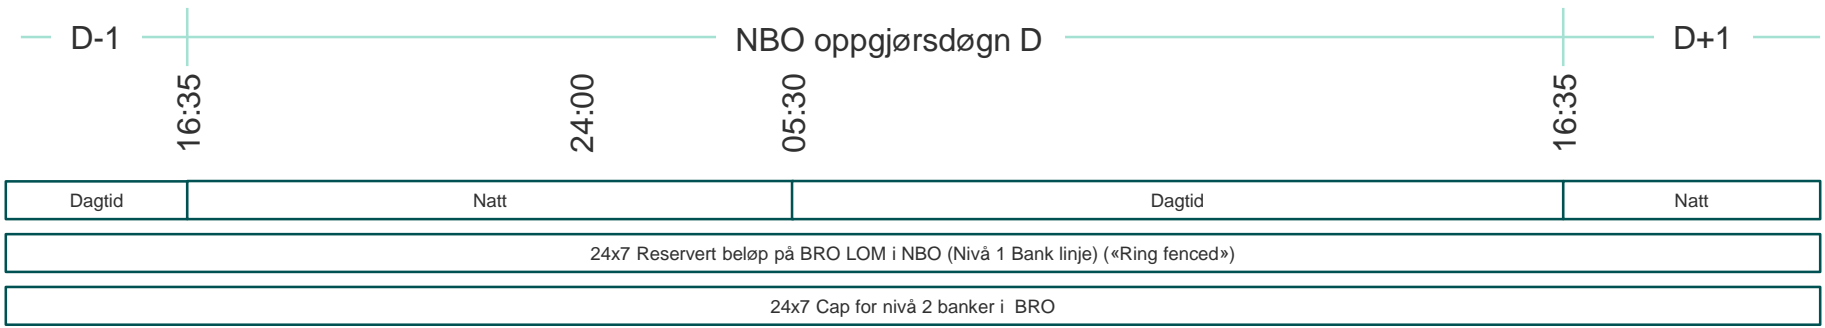 D-1
NBO oppgjørsdøgn D
D+1
16:35
24:00
05:30
16:35
Dagtid
Natt
Dagtid
Natt
24x7 Reservert beløp på BRO LOM i NBO (Nivå 1 Bank linje) («Ring fenced»)
24x7 Cap for nivå 2 banker i BRO